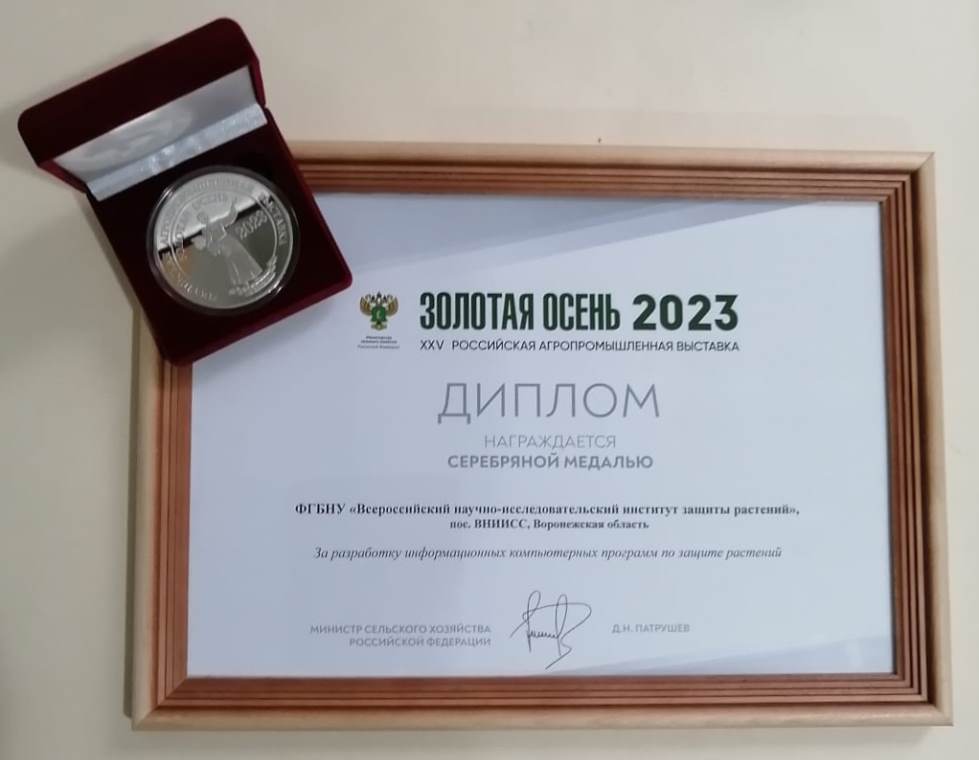 ЗОЛОТАЯ ОСЕНЬ 2023
XXV РОССИЙСКАЯ АГРОПРОМЫШЛЕННАЯ ВЫСТАВКА
ДИПЛОМ
НАГРАЖДАЕТСЯ
СЕРЕБРЯНОЙ МЕДАЛЬЮ
ФГБНУ «Всероссийский научно-исследовательский институт защиты растений»,
пос. ВНИИСС, Воронежская область
За разработку информационных компьютерных программ по защите растений
МИНИСТР СЕЛЬСКОГО ХОЗЯЙСТВА
РОССИЙСКОЙ ФЕДЕРАЦИИ
Д.Н. ПАТРУШЕВ
2023